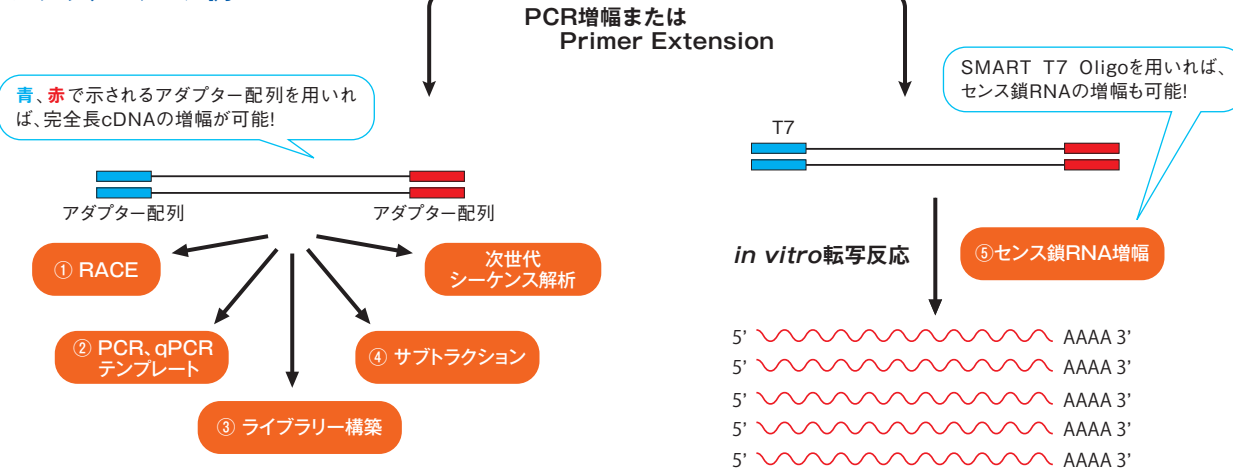 PCR増幅または
Primer Extension
青、赤で示されるアダプター配列を用いれ
ば、完全長cDNAの増幅が可能!
SMART T7 Oligoを用いれば、
センス鎖RNAの増幅も可能!
T7
アダプター配列
アダプター配列
① RACE
次世代
シーケンス解析
② PCR、qPCR
テンプレート
④ サブトラクション
③ ライブラリー構築
in vitro転写反応
⑤センス鎖RNA増幅
5’ AAAA 3’
5’ AAAA 3’
5’ AAAA 3’
5’ AAAA 3’
5’ AAAA 3’